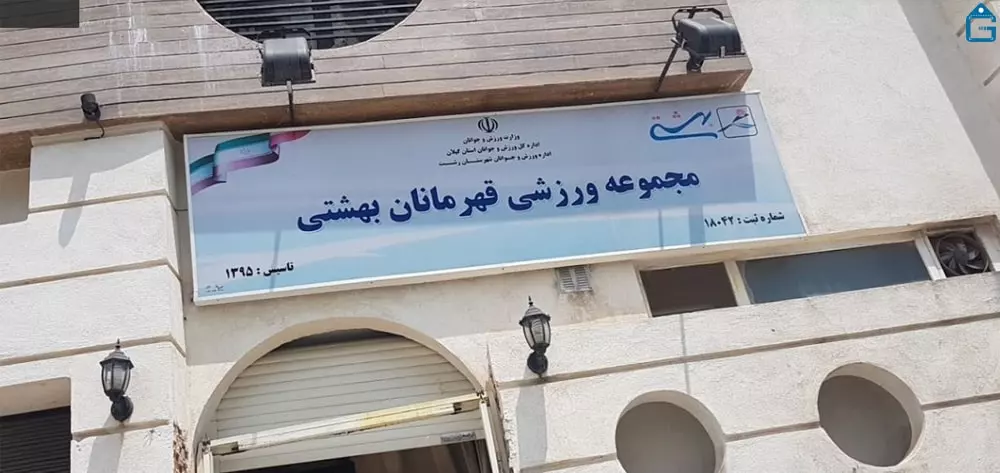 وزارت ورزش و جوانان
اداره کل ورزش و جوانان استان گیلان
اداره ورزش و جوانان شهرستان رشت
مجموعه ورزشی قهرمانان بهشتی
شماره ثبت : ۱۸۰۴۲
تاسیس : ۱۳۹۵